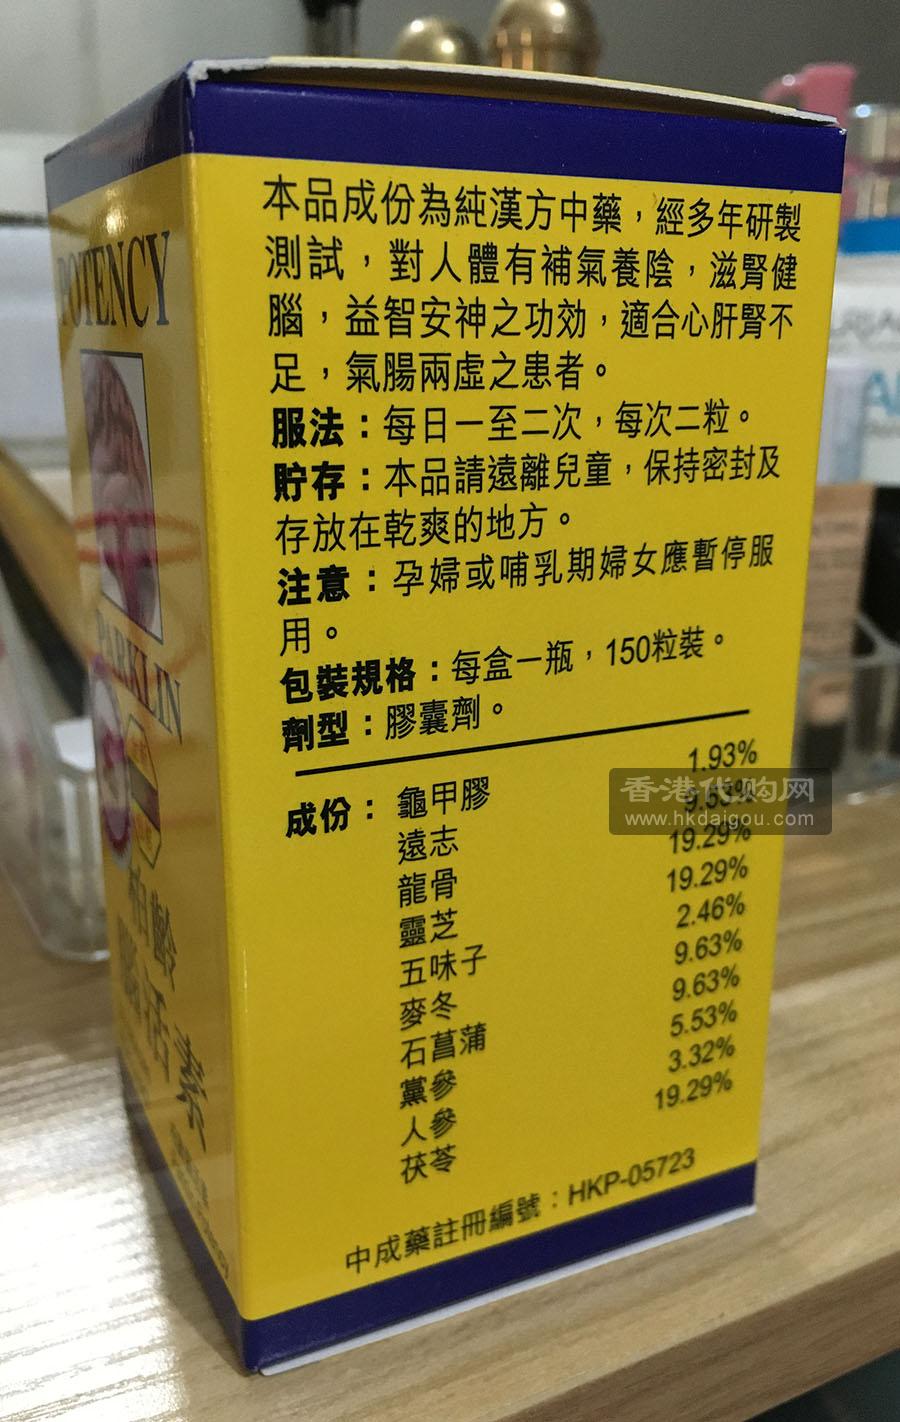 本品成份為純漢方中藥，經多年研製
測試，對人體有補氣養陰，滋腎健
腦，益智安神之功効，適合心肝腎不
足，氣腸兩虛之患者。
服法：每日一至二次，每次二粒。
貯存：本品請遠離兒童，保持密封及
存放在乾爽的地方。
注意：孕婦或哺乳期婦女應暫停服
用。
包裝規格：每盒一瓶，150粒裝。
劑型：膠囊劑。
成份：龜甲膠 1.93%
遠志 9.63%
龍骨 19.29%
靈芝 19.29%
五味子 2.46%
麥冬 9.63%
石菖蒲 9.63%
黨參 5.53%
人參 3.32%
茯苓 19.29%
中成藥註冊編號：HKP-05723
POTENCY
PARKLIN
柏齡
腦活素
香港代购网
www.hkdaigou.com